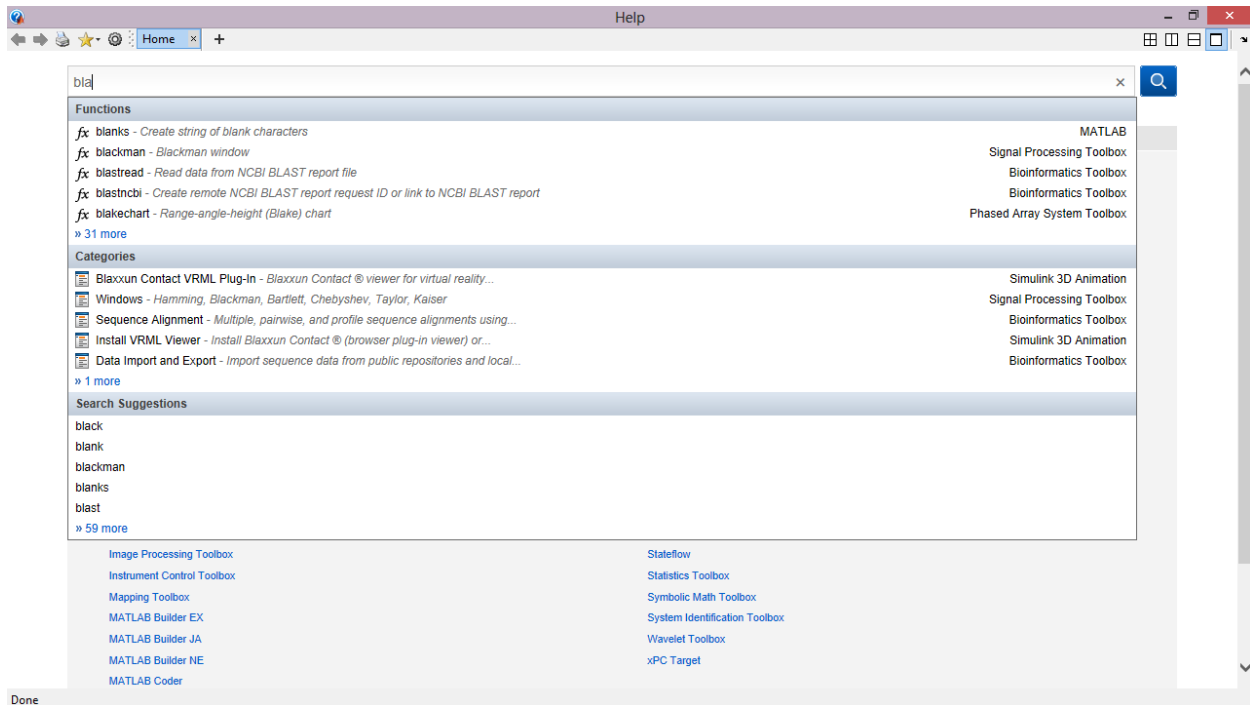 Help
Home
bla
Functions
fx blanks - Create string of blank characters MATLAB
fx blackman - Blackman window Signal Processing Toolbox
fx blastread - Read data from NCBI BLAST report file Bioinformatics Toolbox
fx blastncbi - Create remote NCBI BLAST report request ID or link to NCBI BLAST report Bioinformatics Toolbox
fx blakechart - Range-angle-height (Blake) chart Phased Array System Toolbox
» 31 more
Categories
Blaxxun Contact VRML Plug-In - Blaxxun Contact ® viewer for virtual reality... Simulink 3D Animation
Windows - Hamming, Blackman, Bartlett, Chebyshev, Taylor, Kaiser Signal Processing Toolbox
Sequence Alignment - Multiple, pairwise, and profile sequence alignments using... Bioinformatics Toolbox
Install VRML Viewer - Install Blaxxun Contact ® (browser plug-in viewer) or... Simulink 3D Animation
Data Import and Export - Import sequence data from public repositories and local... Bioinformatics Toolbox
» 1 more
Search Suggestions
black
blank
blackman
blanks
blast
» 59 more
Image Processing Toolbox Stateflow
Instrument Control Toolbox Statistics Toolbox
Mapping Toolbox Symbolic Math Toolbox
MATLAB Builder EX System Identification Toolbox
MATLAB Builder JA Wavelet Toolbox
MATLAB Builder NE xPC Target
MATLAB Coder
Done